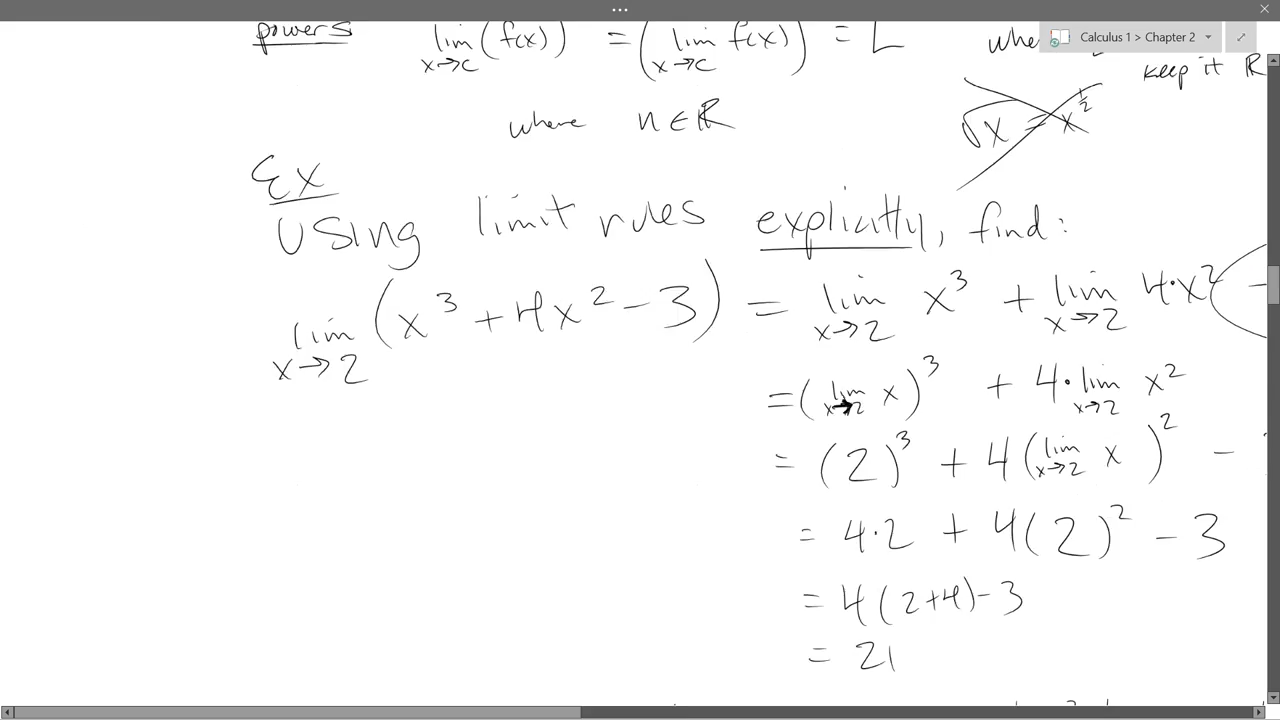 powers lim (f(x)) = (lim f(x)) = L
x→c x→c
Calculus 1 > Chapter 2
keep it ℝ
where n ∈ ℝ
√x = x^1/2
Ex
Using limit rules explicitly, find:
lim (x³ + 4x² - 3) = lim x³ + lim 4·x² (-
x→2 x→2 x→2
= (lim x)³ + 4·lim x²
x→2 x→2
= (2)³ + 4(lim x)² -
x→2
= 4·2 + 4(2)² - 3
= 4(2+4) - 3
= 21